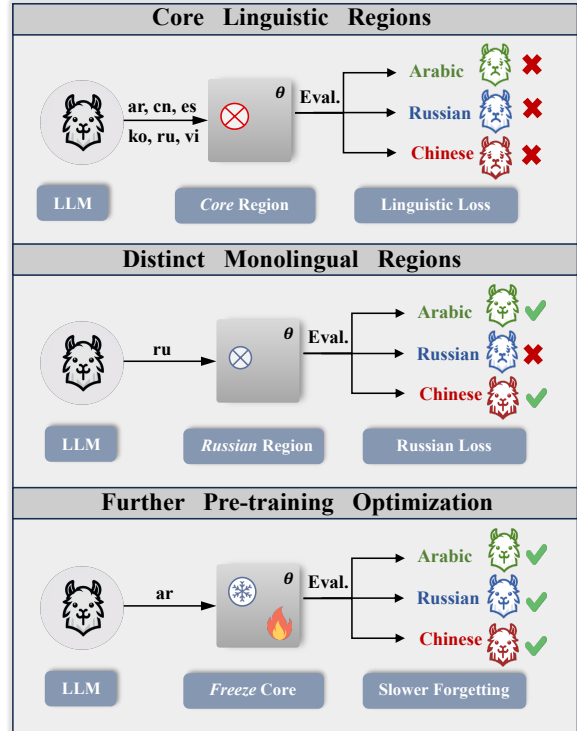 Core Linguistic Regions
ar, cn, es
ko, ru, vi
θ
Eval.
Arabic
Russian
Chinese
LLM
Core Region
Linguistic Loss
Distinct Monolingual Regions
ru
θ
Eval.
Arabic
Russian
Chinese
LLM
Russian Region
Russian Loss
Further Pre-training Optimization
ar
θ
Eval.
Arabic
Russian
Chinese
LLM
Freeze Core
Slower Forgetting